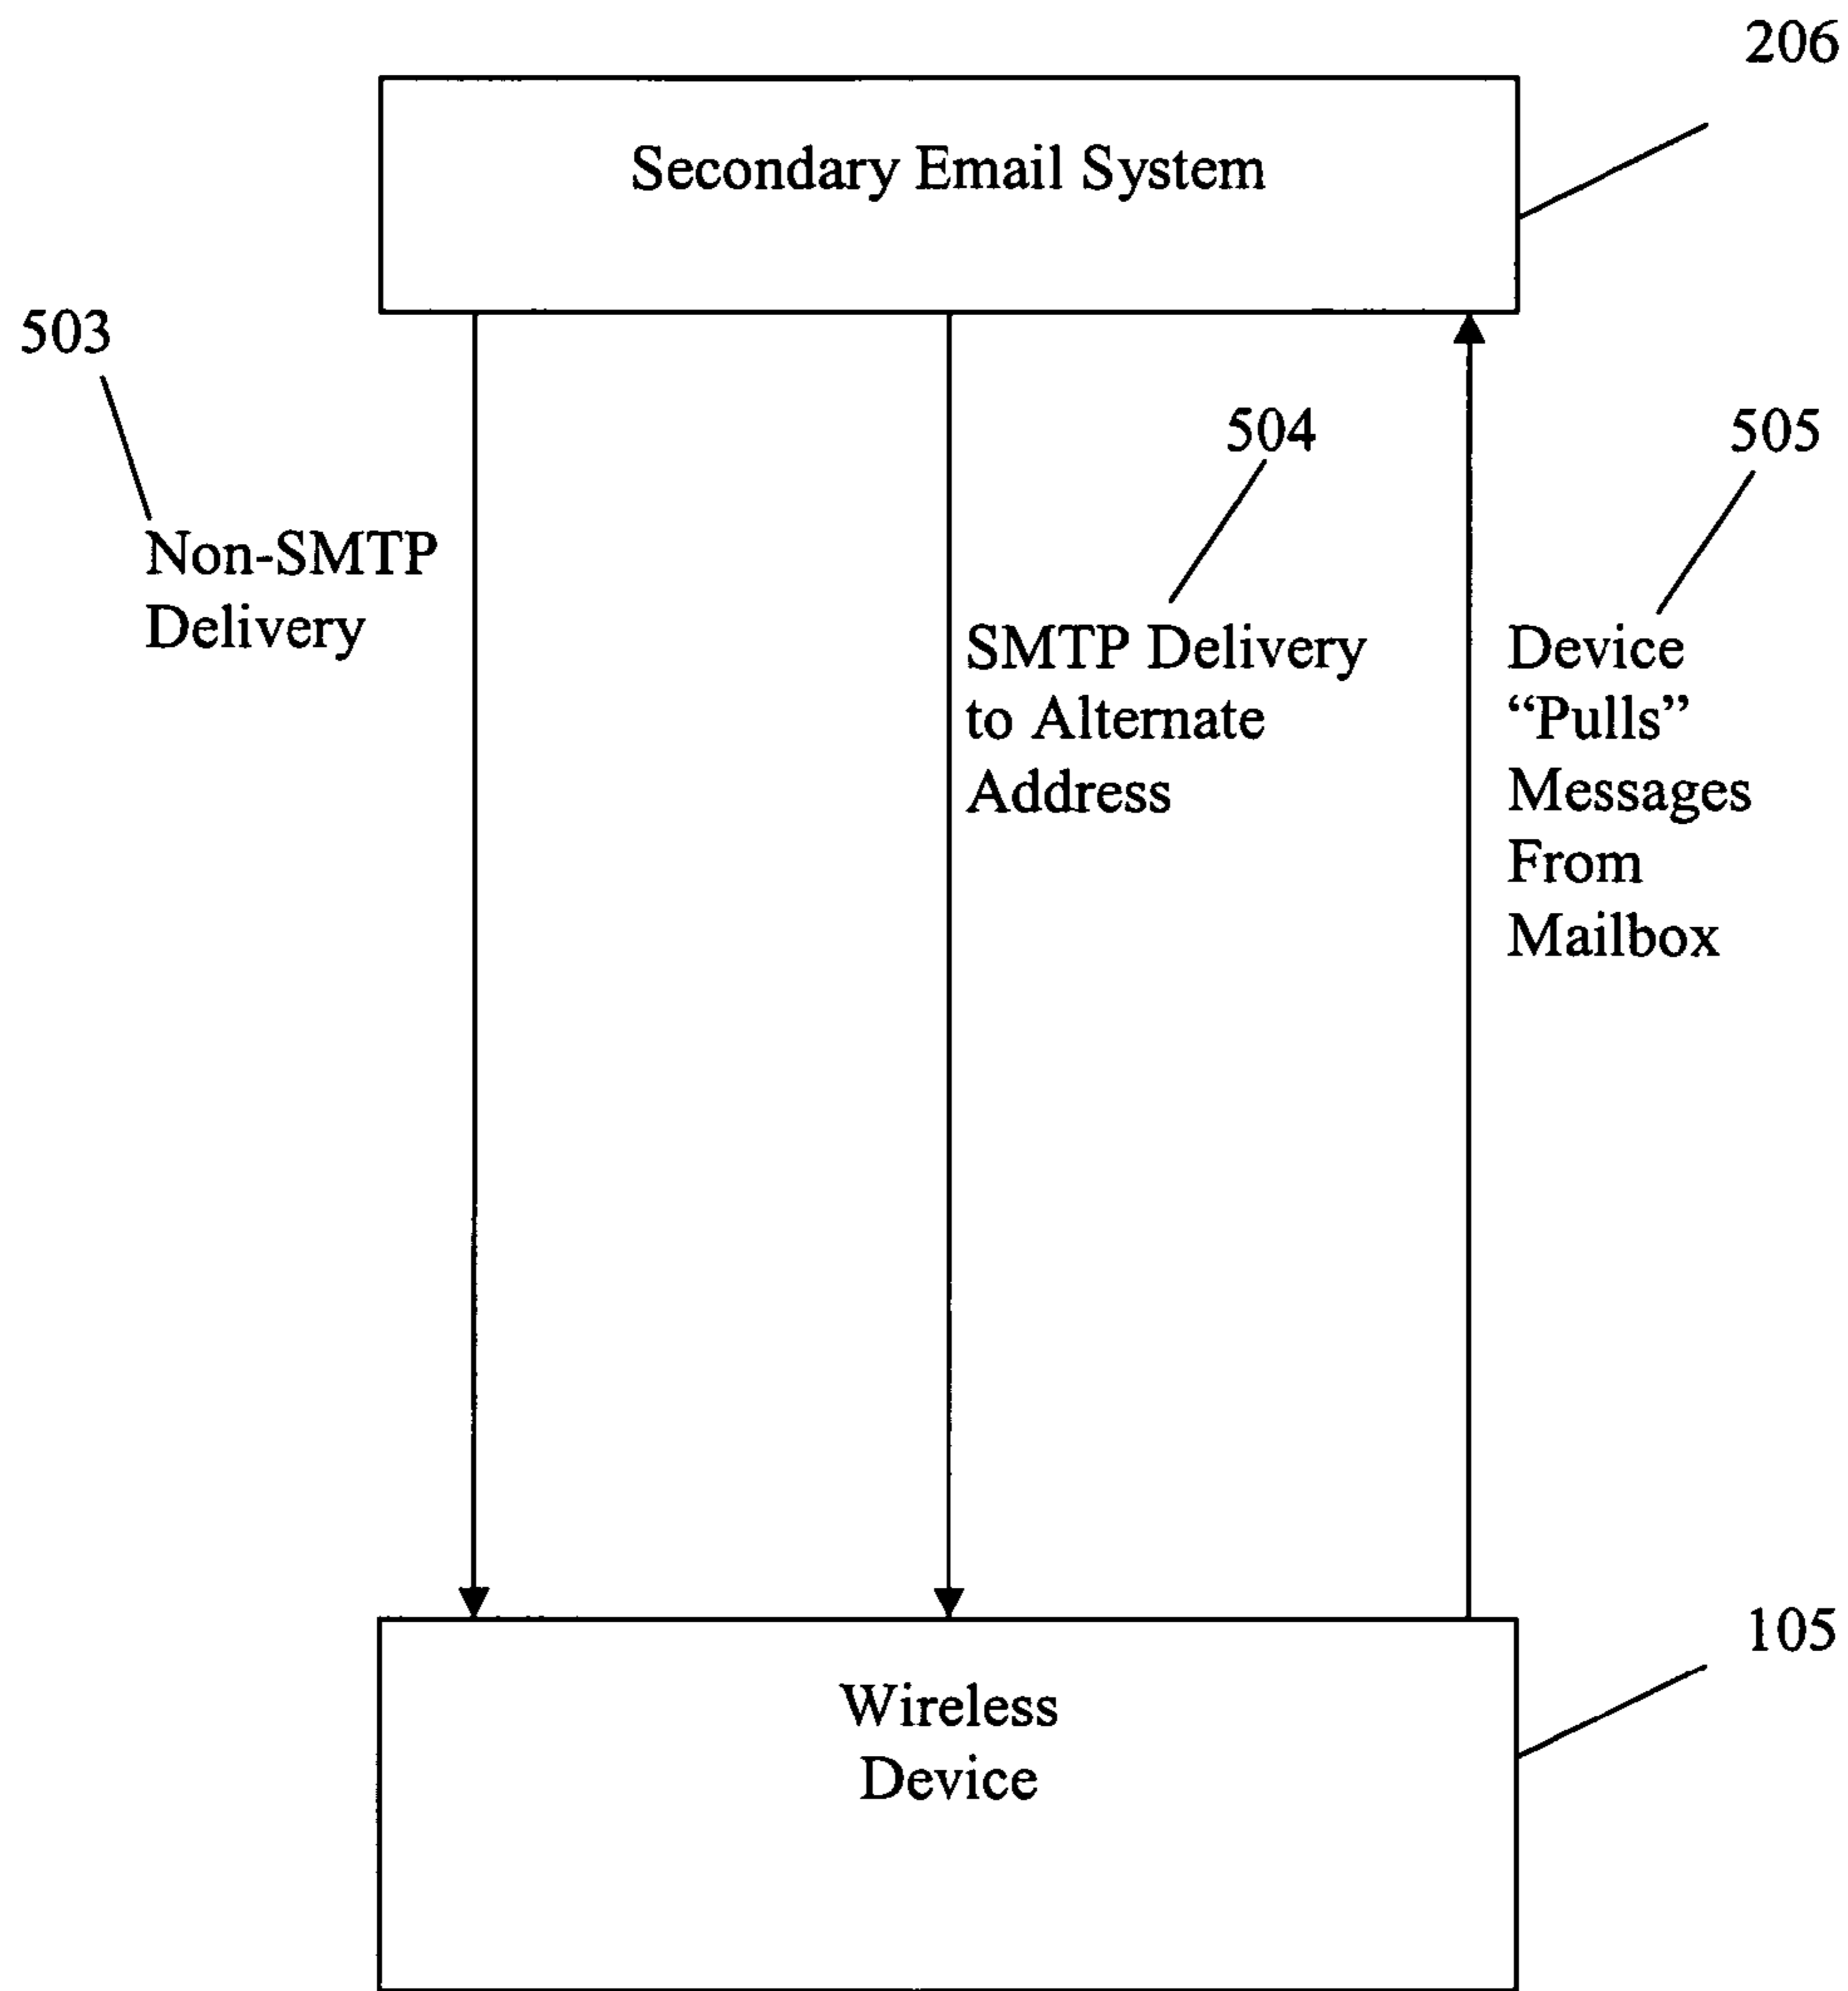 206
Secondary Email System
503
504
505
Non-SMTP
Delivery
SMTP Delivery
to Alternate
Address
Device
“Pulls”
Messages
From
Mailbox
105
Wireless
Device